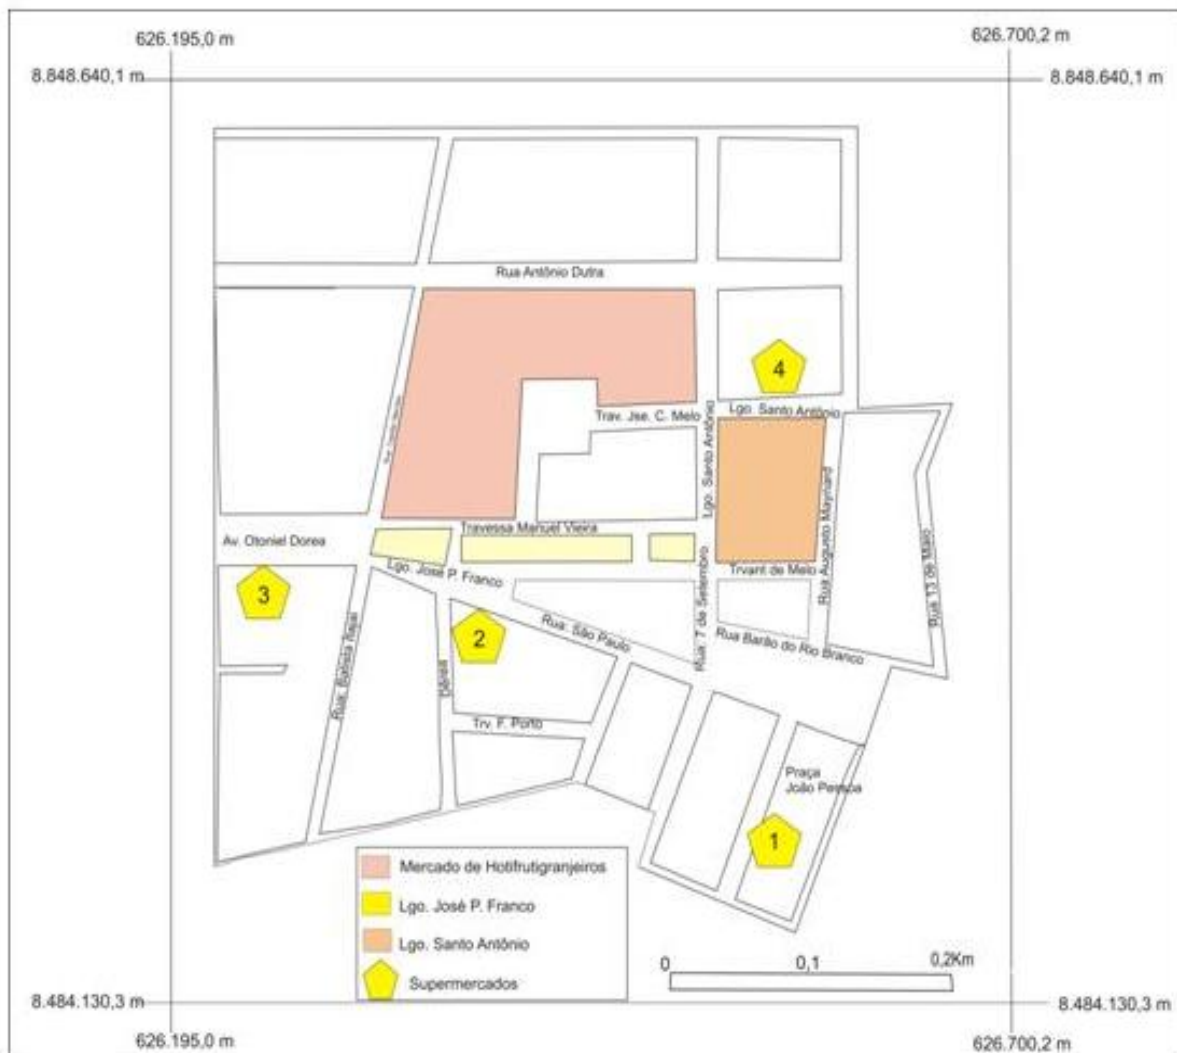 626.195,0 m
626.700,2 m
8.848.640,1 m
8.848.640,1 m
Rua Antônio Dutra
4
Trav. Jse. C. Melo
Lgo. Santo Antônio
Lgo. Santo Antônio
Rua Augusto Maynard
Rua 13 de Maio
Travessa Manuel Vieira
Av. Otoniel Dorea
Lgo. José P. Franco
Trvant de Melo
3
2
Rua: São Paulo
Rua: 7 de Setembro
Rua Barão do Rio Branco
Rua: Batista Itajai
Trv. F. Porto
Praça
João Pessoa
1
Mercado de Hotifrutigranjeiros
Lgo. José P. Franco
Lgo. Santo Antônio
Supermercados
0
0,1
0,2Km
8.484.130,3 m
8.484.130,3 m
626.195,0 m
626.700,2 m